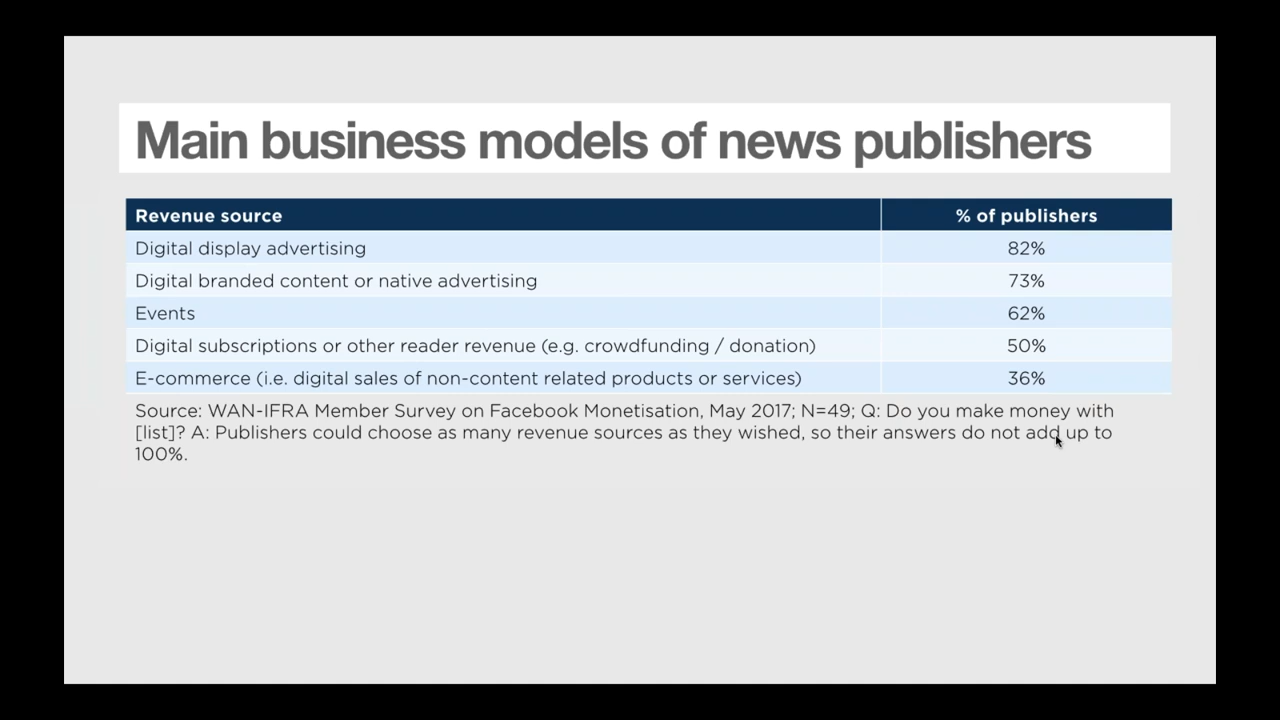 Main business models of news publishers
Revenue source % of publishers
Digital display advertising 82%
Digital branded content or native advertising 73%
Events 62%
Digital subscriptions or other reader revenue (e.g. crowdfunding / donation) 50%
E-commerce (i.e. digital sales of non-content related products or services) 36%
Source: WAN-IFRA Member Survey on Facebook Monetisation, May 2017; N=49; Q: Do you make money with
[list]? A: Publishers could choose as many revenue sources as they wished, so their answers do not add up to
100%.